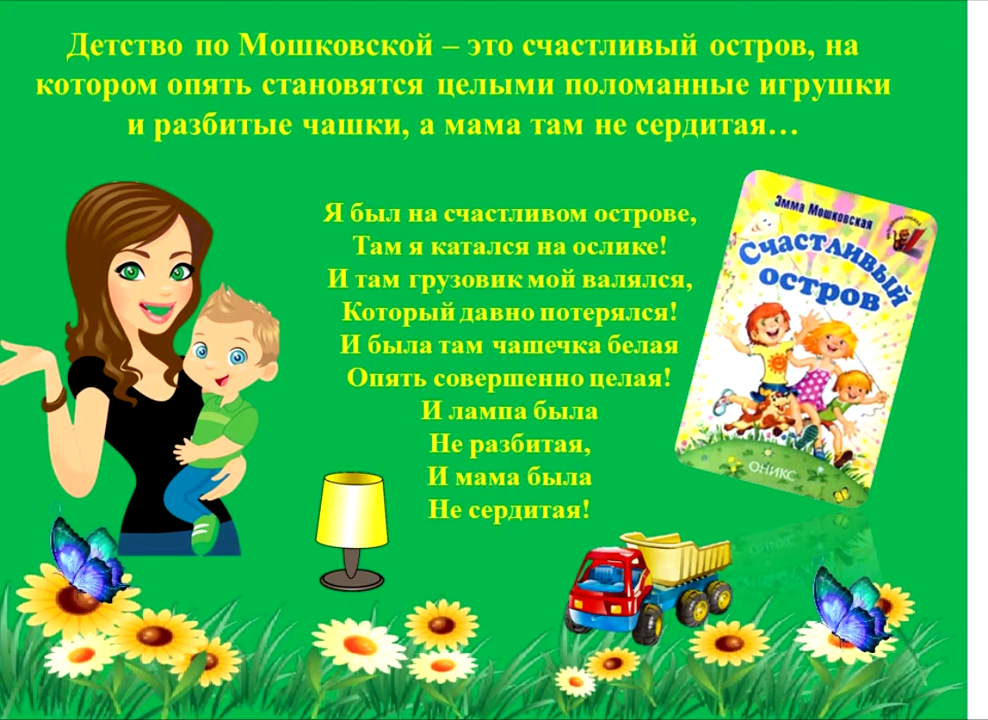 Детство по Мошковской – это счастливый остров, на
котором опять становятся целыми поломанные игрушки
и разбитые чашки, а мама там не сердитая…
Я был на счастливом острове,
Там я катался на ослике!
И там грузовик мой валялся,
Который давно потерялся!
И была там чашечка белая
Опять совершенно целая!
И лампа была
Не разбитая,
И мама была
Не сердитая!
Эмма Мошковская
Счастливый
остров
ОНИКС